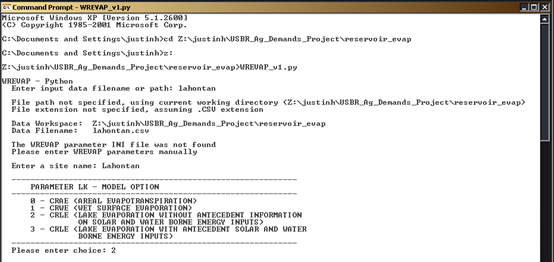 Command Prompt - WREVAP_v1.py
Microsoft Windows XP [Version 5.1.2600]
(C) Copyright 1985-2001 Microsoft Corp.
C:\Documents and Settings\justinh>cd Z:\justinh\USBR_Ag_Demands_Project\reservoir_evap
C:\Documents and Settings\justinh>z:
Z:\justinh\USBR_Ag_Demands_Project\reservoir_evap>WREVAP_v1.py
WREVAP - Python
Enter input data filename or path: lahontan
File path not specified, using current working directory (Z:\justinh\USBR_Ag_Demands_Project\reservoir_evap)
File extension not specified, assuming .CSV extension
Data Workspace: Z:\justinh\USBR_Ag_Demands_Project\reservoir_evap
Data Filename: lahontan.csv
The WREVAP parameter INI file was not found
Please enter WREVAP parameters manually
Enter a site name: Lahontan
PARAMETER LK - MODEL OPTION
0 - CRAE (AREAL EVAPOTRANSPIRATION)
1 - CRWE (WET SURFACE EVAPORATION)
2 - CRLE (LAKE EVAPORATION WITHOUT ANTECEDENT INFORMATION
ON SOLAR AND WATER BORNE ENERGY INPUTS)
3 - CRLE (LAKE EVAPORATION WITH ANTECEDENT SOLAR AND WATER
BORNE ENERGY INPUTS)
Please enter choice: 2